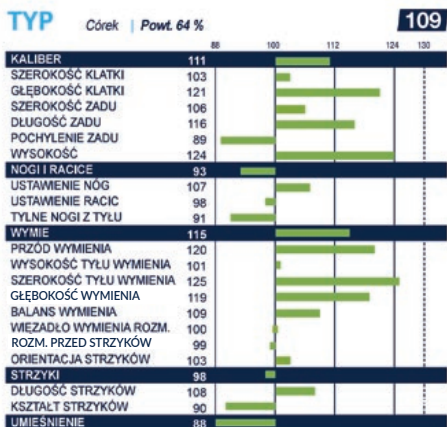 TYP Córek | Powt. 64 % 109
88 100 112 124 130
KALIBER 111
SZEROKOŚĆ KLATKI 103
GŁĘBOKOŚĆ KLATKI 121
SZEROKOŚĆ ZADU 106
DŁUGOŚĆ ZADU 116
POCHYLENIE ZADU 89
WYSOKOŚĆ 124
NOGI I RACICE 93
USTAWIENIE NÓG 107
USTAWIENIE RACIC 98
TYLNE NOGI Z TYŁU 91
WYMIE 115
PRZÓD WYMIENIA 120
WYSOKOŚĆ TYŁU WYMIENIA 101
SZEROKOŚĆ TYŁU WYMIENIA 125
GŁĘBOKOŚĆ WYMIENIA 119
BALANS WYMIENIA 109
WIĘZADŁO WYMIENIA ROZM. 100
ROZM. PRZED STRZYKÓW 99
ORIENTACJA STRZYKÓW 103
STRZYKI 98
DŁUGOŚĆ STRZYKÓW 108
KSZTAŁT STRZYKÓW 90
UMIEŚNIENIE 88